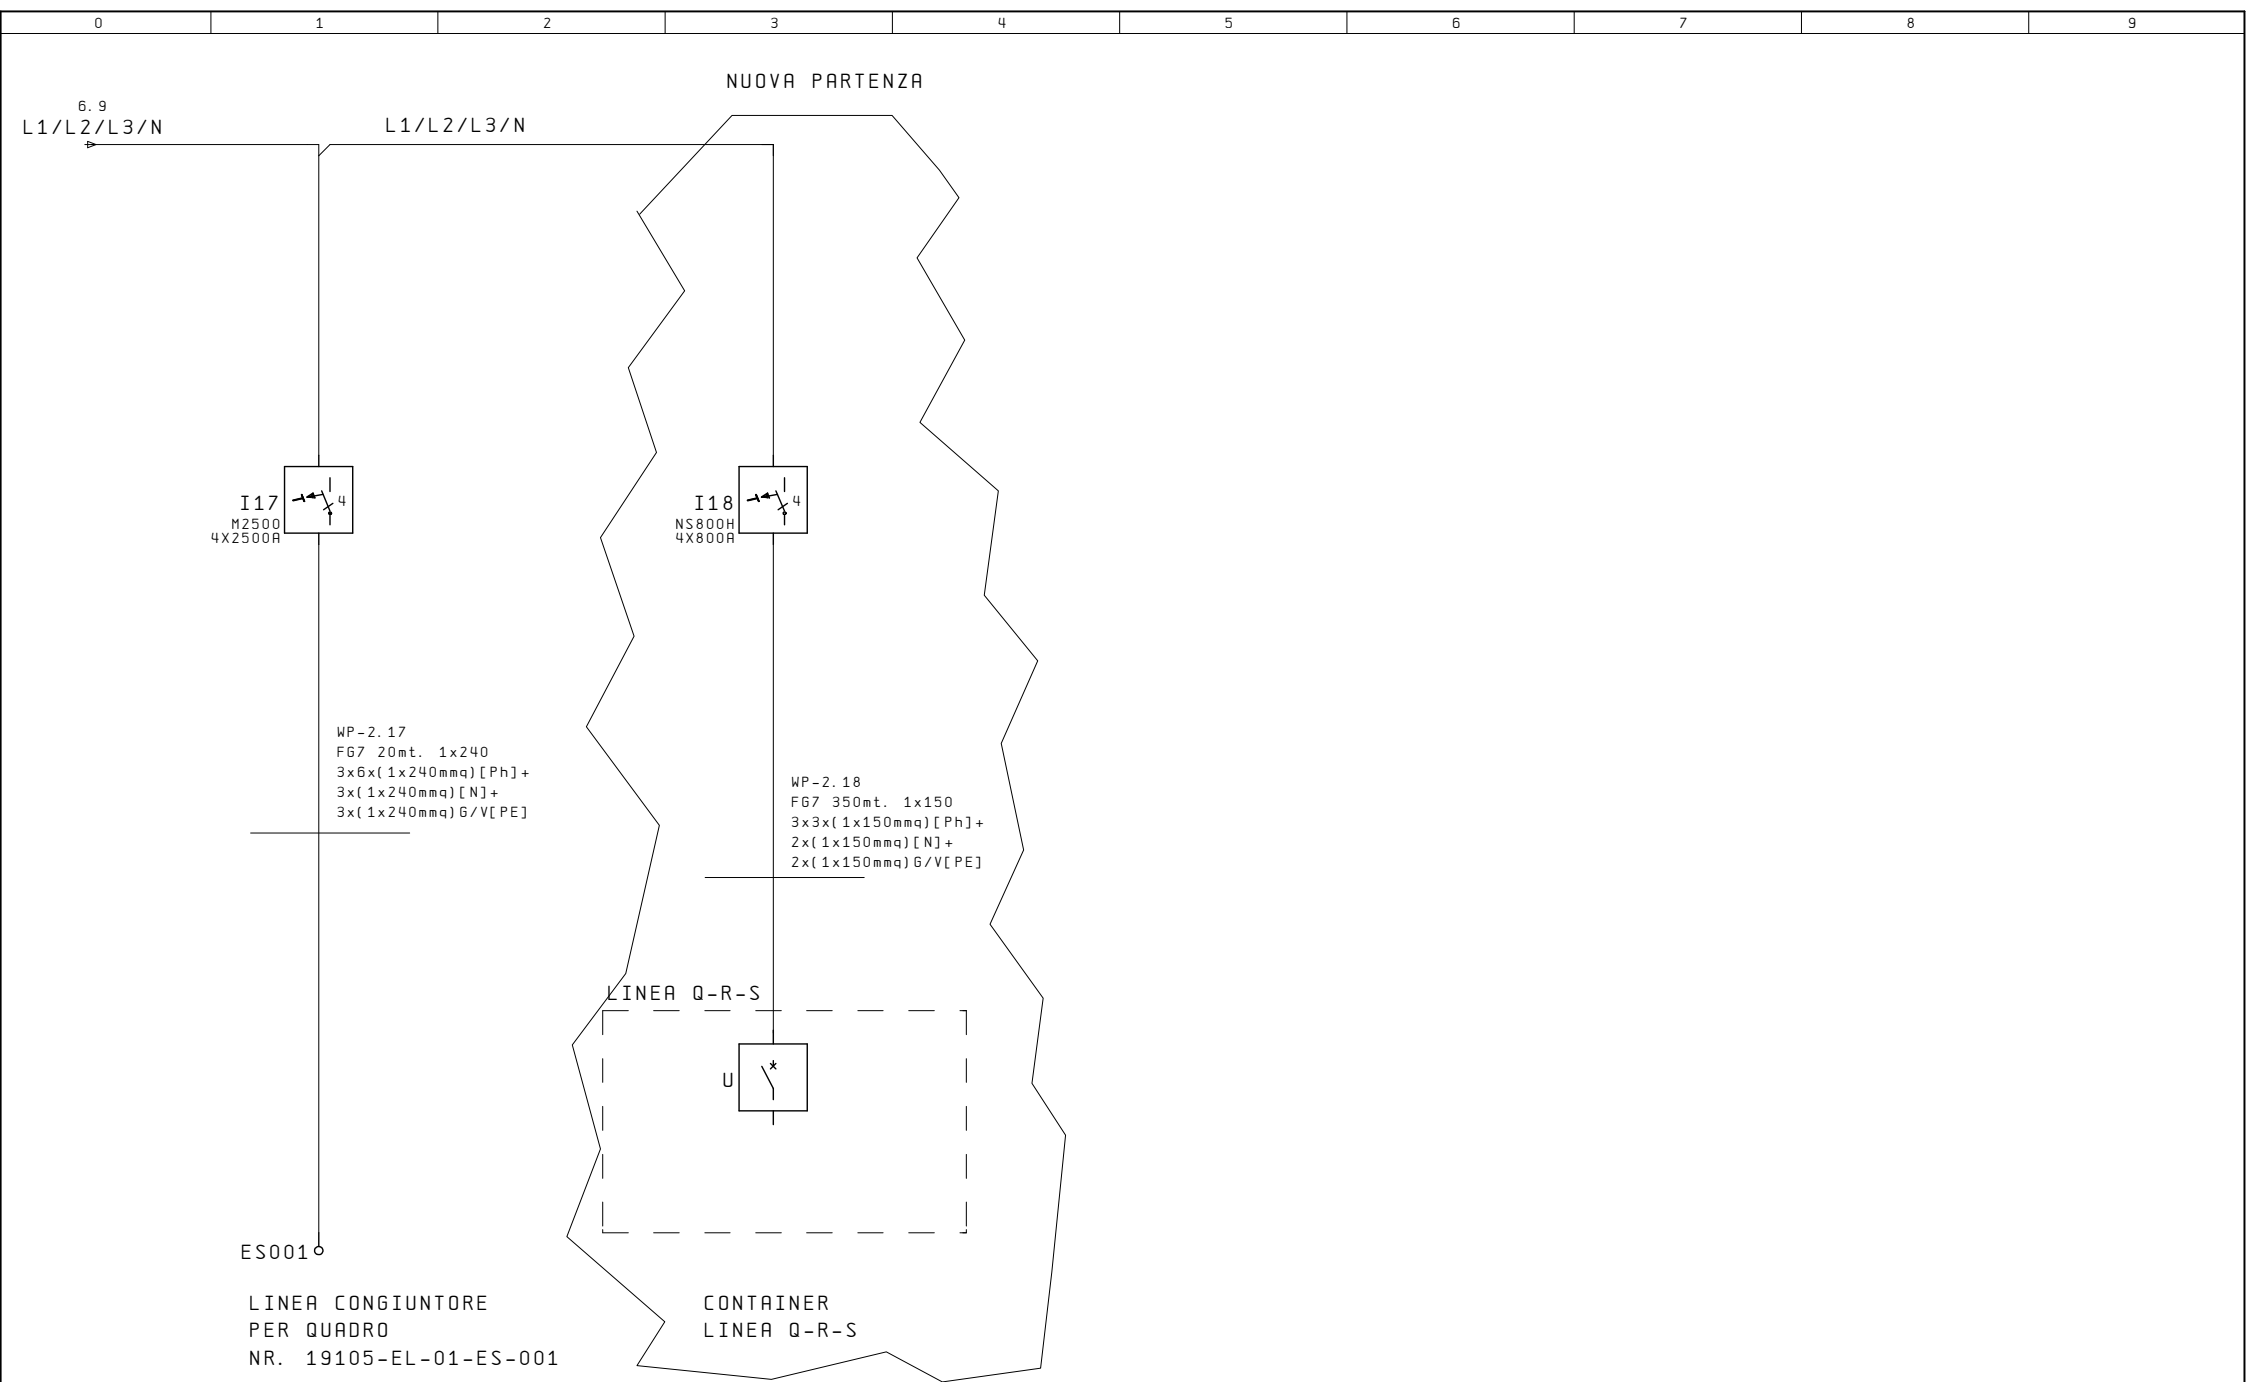 0 1 2 3 4 5 6 7 8 9
NUOVA PARTENZA
6.9
L1/L2/L3/N
L1/L2/L3/N
I17
M2500
4X2500A
4
I18
NS800H
4X800A
4
WP-2.17
FG7 20mt. 1x240
3x6x(1x240mmq)[Ph]+
3x(1x240mmq)[N]+
3x(1x240mmq)G/V[PE]
WP-2.18
FG7 350mt. 1x150
3x3x(1x150mmq)[Ph]+
2x(1x150mmq)[N]+
2x(1x150mmq)G/V[PE]
LINEA Q-R-S
U
ES001
LINEA CONGIUNTORE
PER QUADRO
NR. 19105-EL-01-ES-001
CONTAINER
LINEA Q-R-S